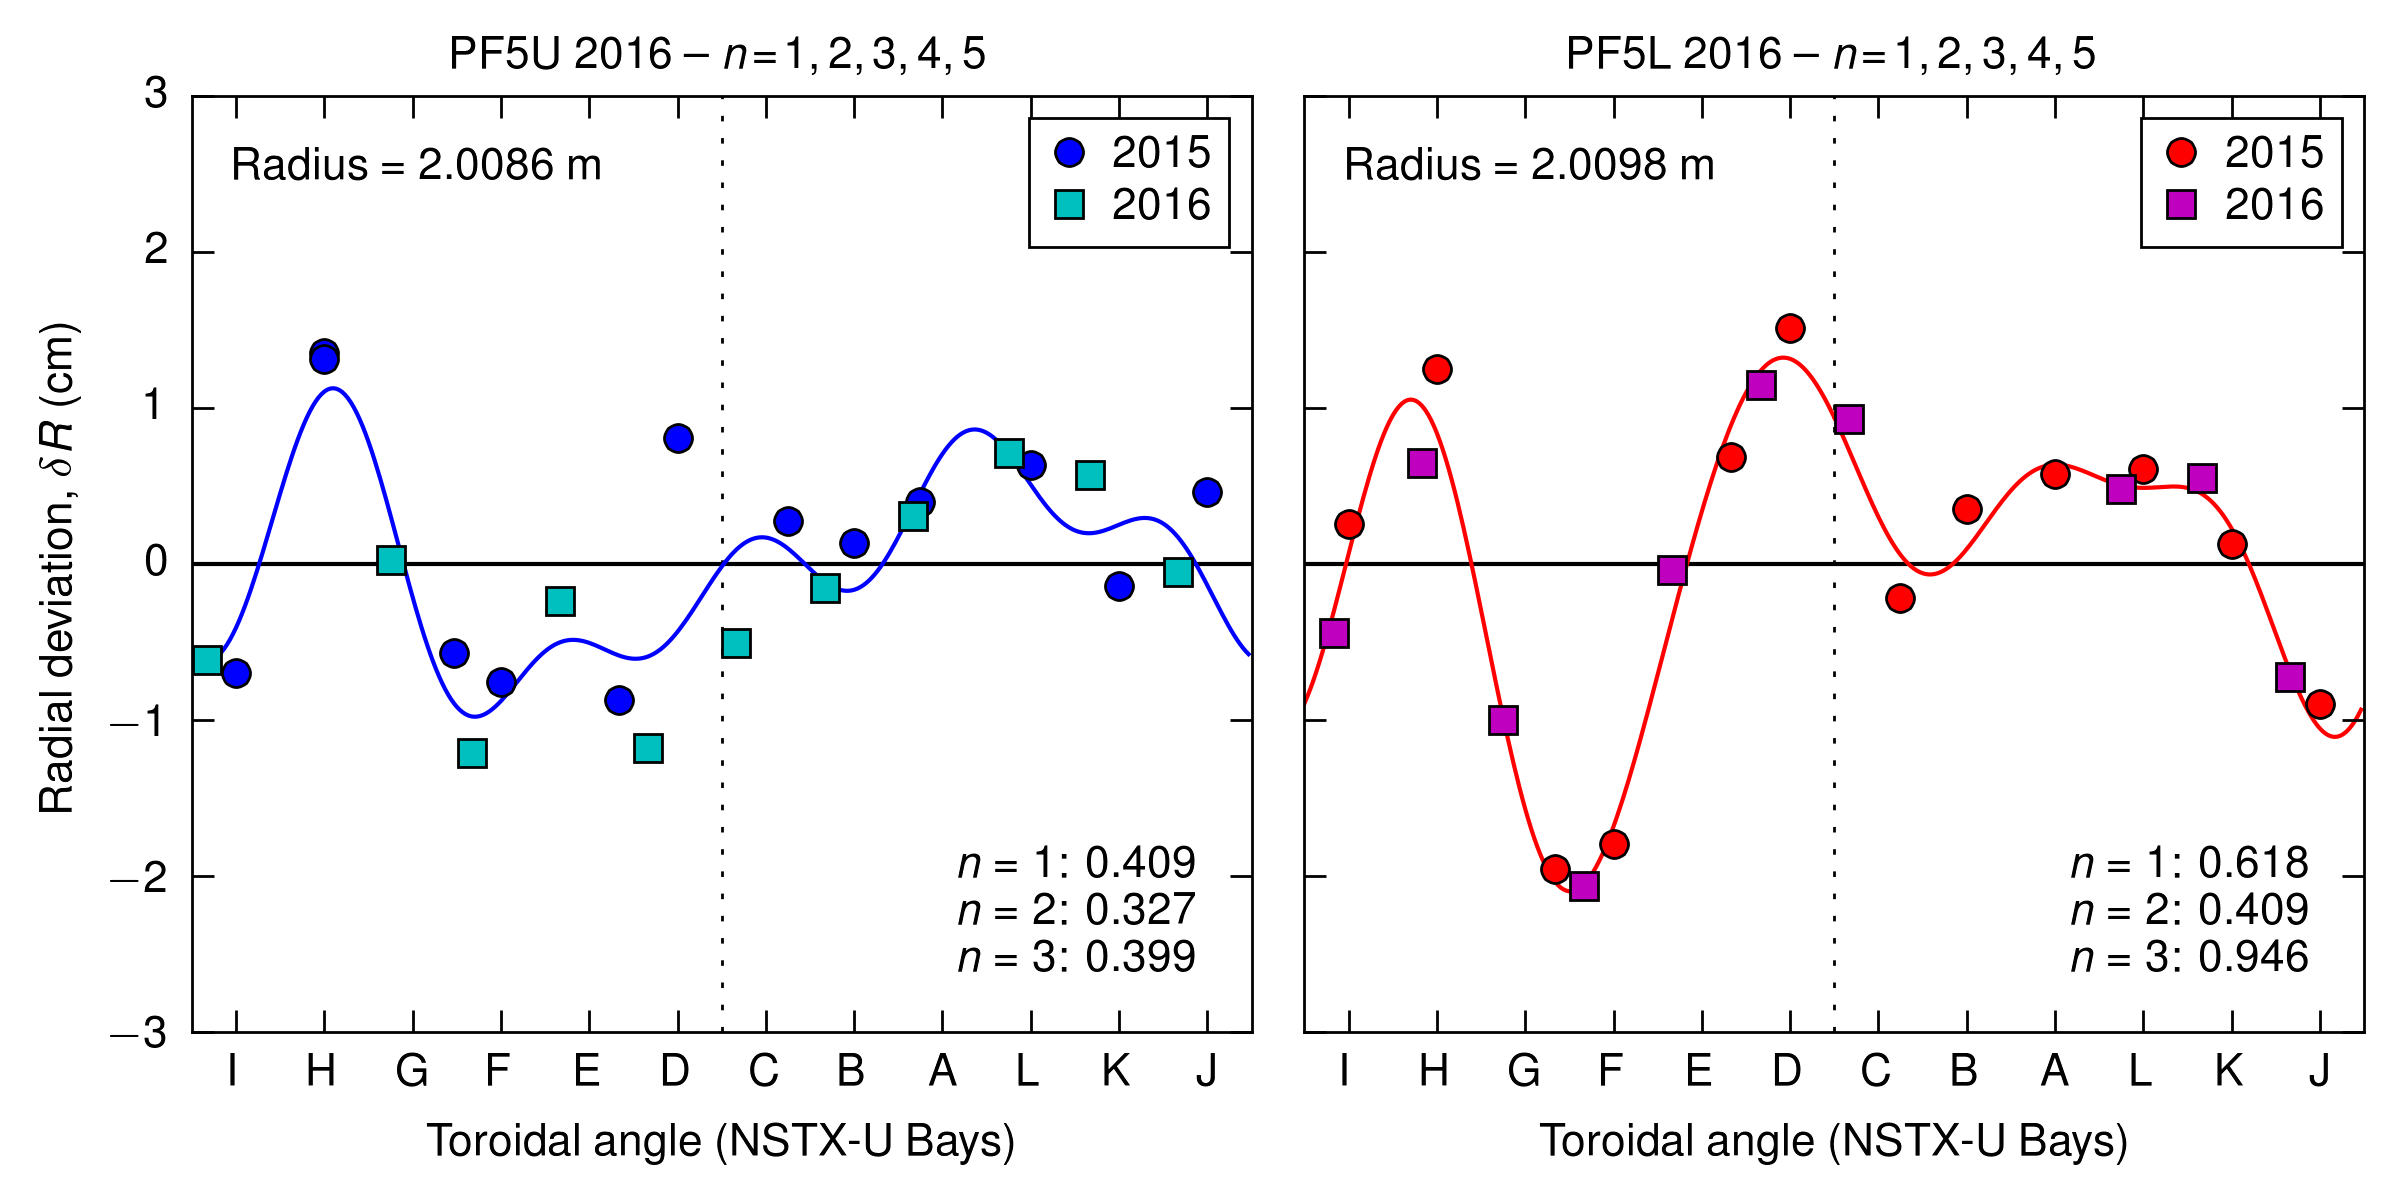 PF5U 2016 – n=1, 2, 3, 4, 5
Radius = 2.0086 m
2015
2016
3
2
1
0
−1
−2
−3
Radial deviation, δR (cm)
n = 1: 0.409
n = 2: 0.327
n = 3: 0.399
I H G F E D C B A L K J
Toroidal angle (NSTX-U Bays)
PF5L 2016 – n=1, 2, 3, 4, 5
Radius = 2.0098 m
2015
2016
n = 1: 0.618
n = 2: 0.409
n = 3: 0.946
I H G F E D C B A L K J
Toroidal angle (NSTX-U Bays)